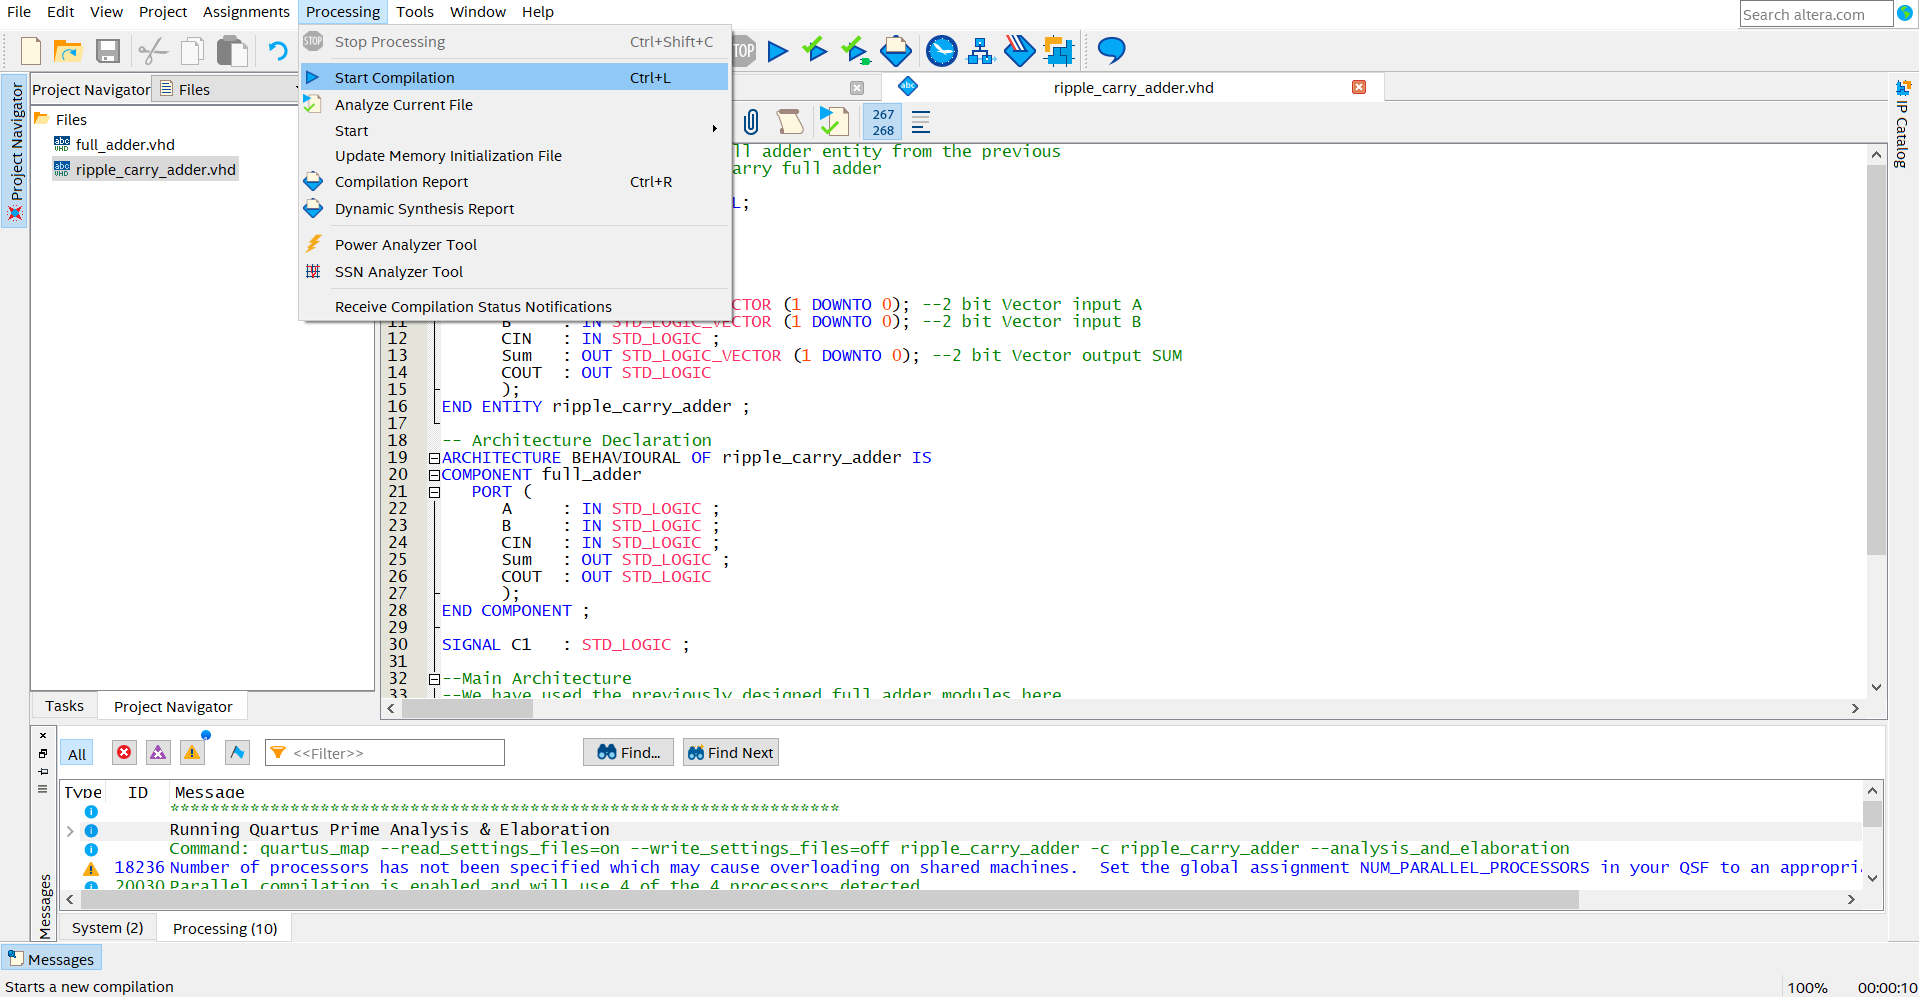 File Edit View Project Assignments Processing Tools Window Help
Search altera.com
STOP Stop Processing Ctrl+Shift+C
STOP
Start Compilation Ctrl+L
Analyze Current File
Start
Update Memory Initialization File
Compilation Report Ctrl+R
Dynamic Synthesis Report
Power Analyzer Tool
SSN Analyzer Tool
Receive Compilation Status Notifications
Project Navigator Files
Project Navigator
Files
abc VHD full_adder.vhd
abc VHD ripple_carry_adder.vhd
abc ripple_carry_adder.vhd
IP Catalog
267
268
ll adder entity from the previous
arry full adder
L;
CTOR (1 DOWNTO 0); --2 bit Vector input A
11 B : IN STD_LOGIC_VECTOR (1 DOWNTO 0); --2 bit Vector input B
12 CIN : IN STD_LOGIC ;
13 Sum : OUT STD_LOGIC_VECTOR (1 DOWNTO 0); --2 bit Vector output SUM
14 COUT : OUT STD_LOGIC
15 );
16 END ENTITY ripple_carry_adder ;
17
18 -- Architecture Declaration
19 ARCHITECTURE BEHAVIOURAL OF ripple_carry_adder IS
20 COMPONENT full_adder
21 PORT (
22 A : IN STD_LOGIC ;
23 B : IN STD_LOGIC ;
24 CIN : IN STD_LOGIC ;
25 Sum : OUT STD_LOGIC ;
26 COUT : OUT STD_LOGIC
27 );
28 END COMPONENT ;
29
30 SIGNAL C1 : STD_LOGIC ;
31
32 --Main Architecture
33 --We have used the previously designed full adder modules here
Tasks Project Navigator
All <<Filter>> Find... Find Next
Type ID Message
*******************************************************************
Running Quartus Prime Analysis & Elaboration
Command: quartus_map --read_settings_files=on --write_settings_files=off ripple_carry_adder -c ripple_carry_adder --analysis_and_elaboration
18236 Number of processors has not been specified which may cause overloading on shared machines. Set the global assignment NUM_PARALLEL_PROCESSORS in your QSF to an appropri
20030 Parallel compilation is enabled and will use 4 of the 4 processors detected
Messages
System (2) Processing (10)
Messages
Starts a new compilation 100% 00:00:10